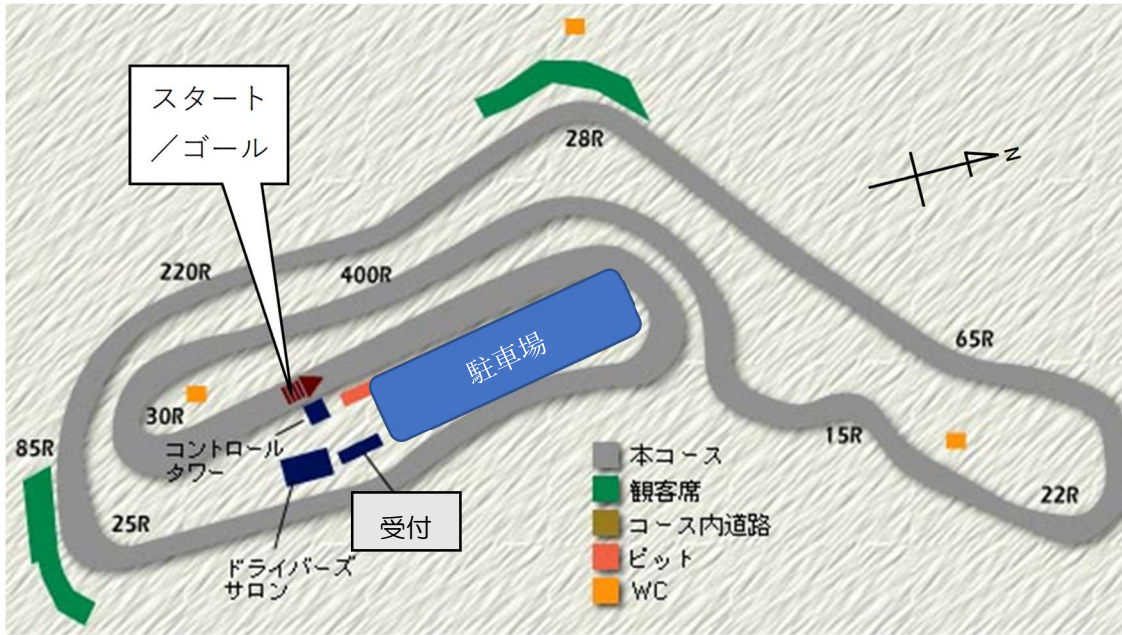 スタート
／ゴール
28R
N
220R
400R
駐車場
65R
30R
コントロール
タワー
85R
15R
25R
22R
受付
ドライバーズ
サロン
本コース
観客席
コース内道路
ピット
WC